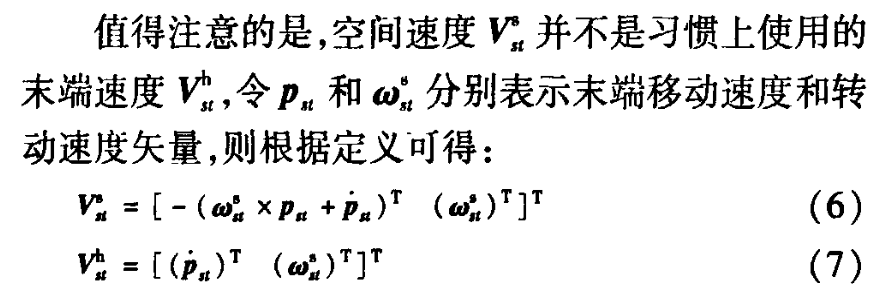 值得注意的是,空间速度 V^s_st 并不是习惯上使用的
末端速度 V^h_st ,令 p_st 和 ω^s_st 分别表示末端移动速度和转
动速度矢量,则根据定义可得:
V^s_st = [ - ( ω^s_st × p_st + ṗ_st )^T ( ω^s_st )^T ]^T (6)
V^h_st = [ ( ṗ_st )^T ( ω^s_st )^T ]^T (7)